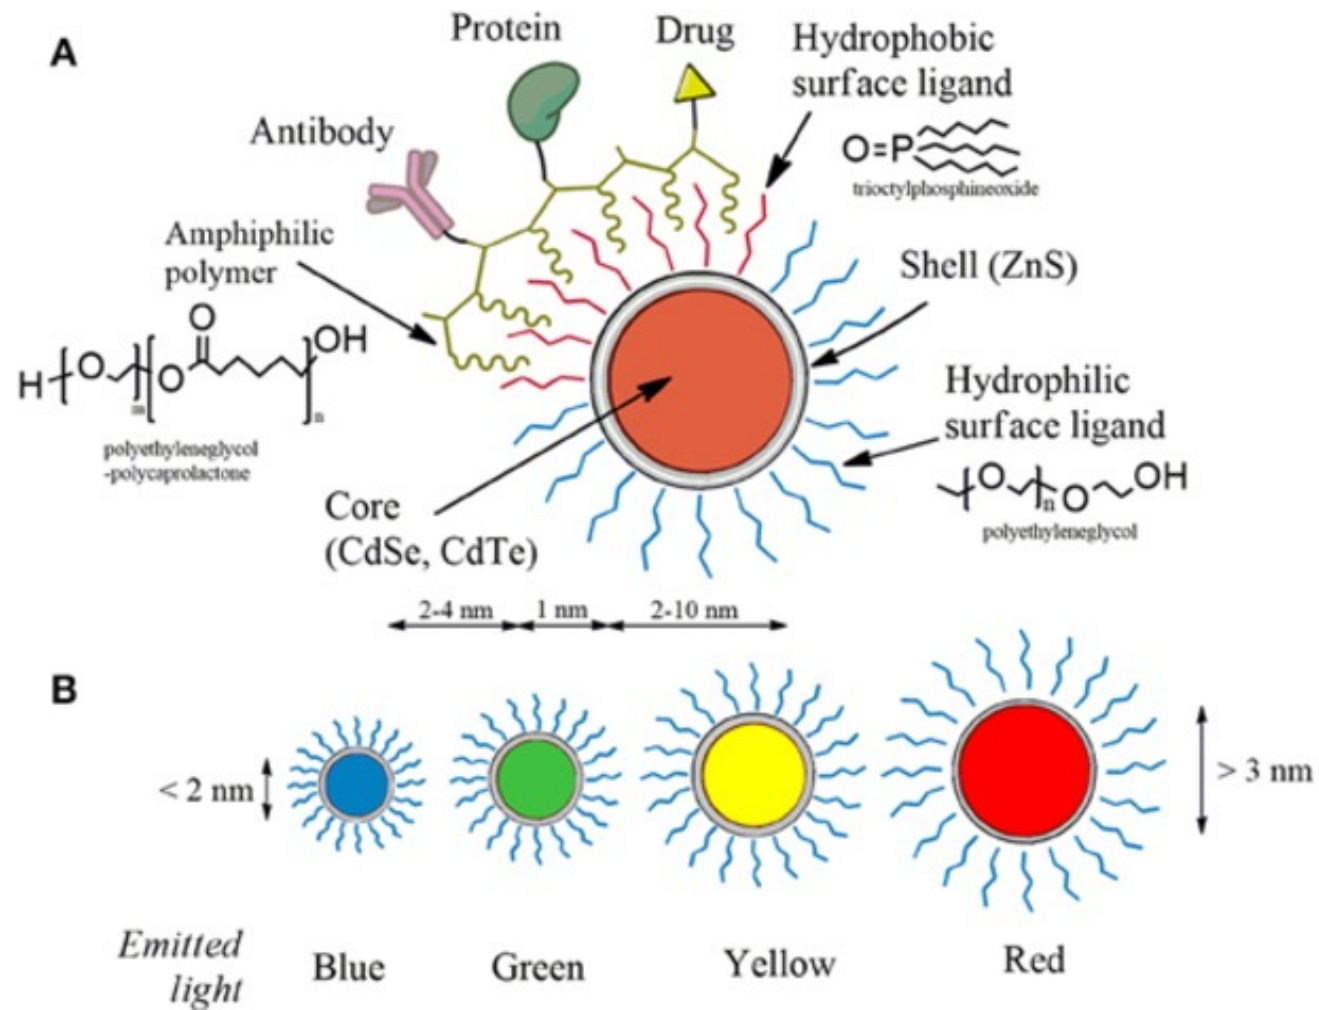 A
Protein
Drug
Hydrophobic
surface ligand
O=P
trioctylphosphineoxide
Antibody
Amphiphilic
polymer
Shell (ZnS)
O
OH
H
O
O
m
n
polyethyleneglycol
-polycaprolactone
Hydrophilic
surface ligand
O
n
O
OH
polyethyleneglycol
Core
(CdSe, CdTe)
2-4 nm
1 nm
2-10 nm
B
< 2 nm
> 3 nm
Emitted
light
Blue
Green
Yellow
Red